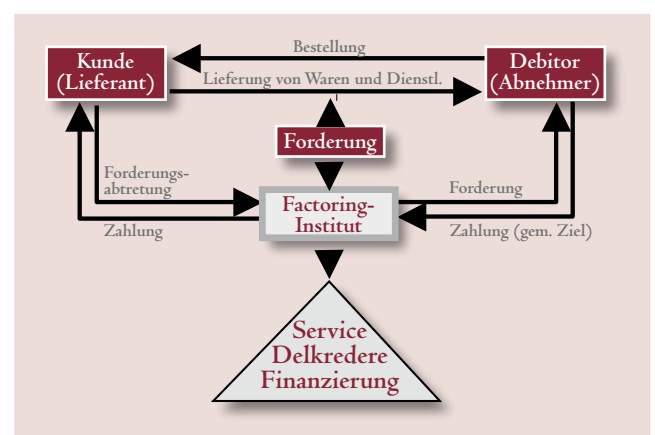 Bestellung
Kunde
(Lieferant)
Debitor
(Abnehmer)
Lieferung von Waren und Dienstl.
Forderung
Forderungs-
abtretung
Forderung
Factoring-
Institut
Zahlung
Zahlung (gem. Ziel)
Service
Delkredere
Finanzierung